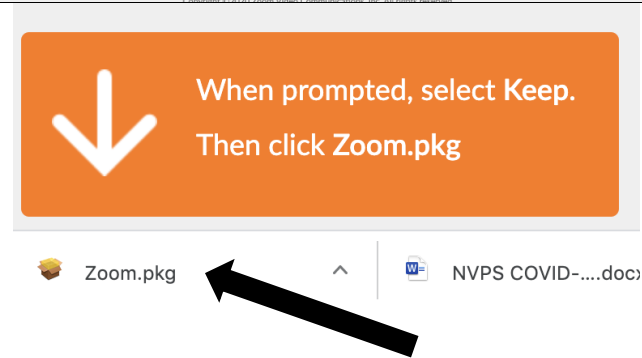 When prompted, select Keep.
Then click Zoom.pkg
Zoom.pkg
NVPS COVID-....docx